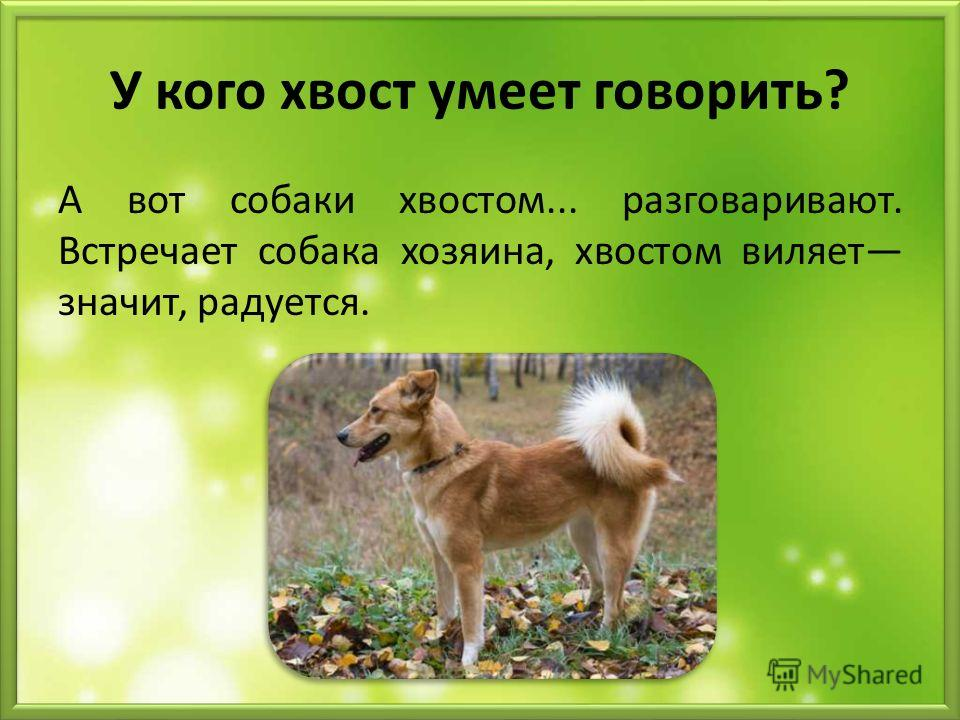 У кого хвост умеет говорить?
А вот собаки хвостом... разговаривают.
Встречает собака хозяина, хвостом виляет—
значит, радуется.
MyShared